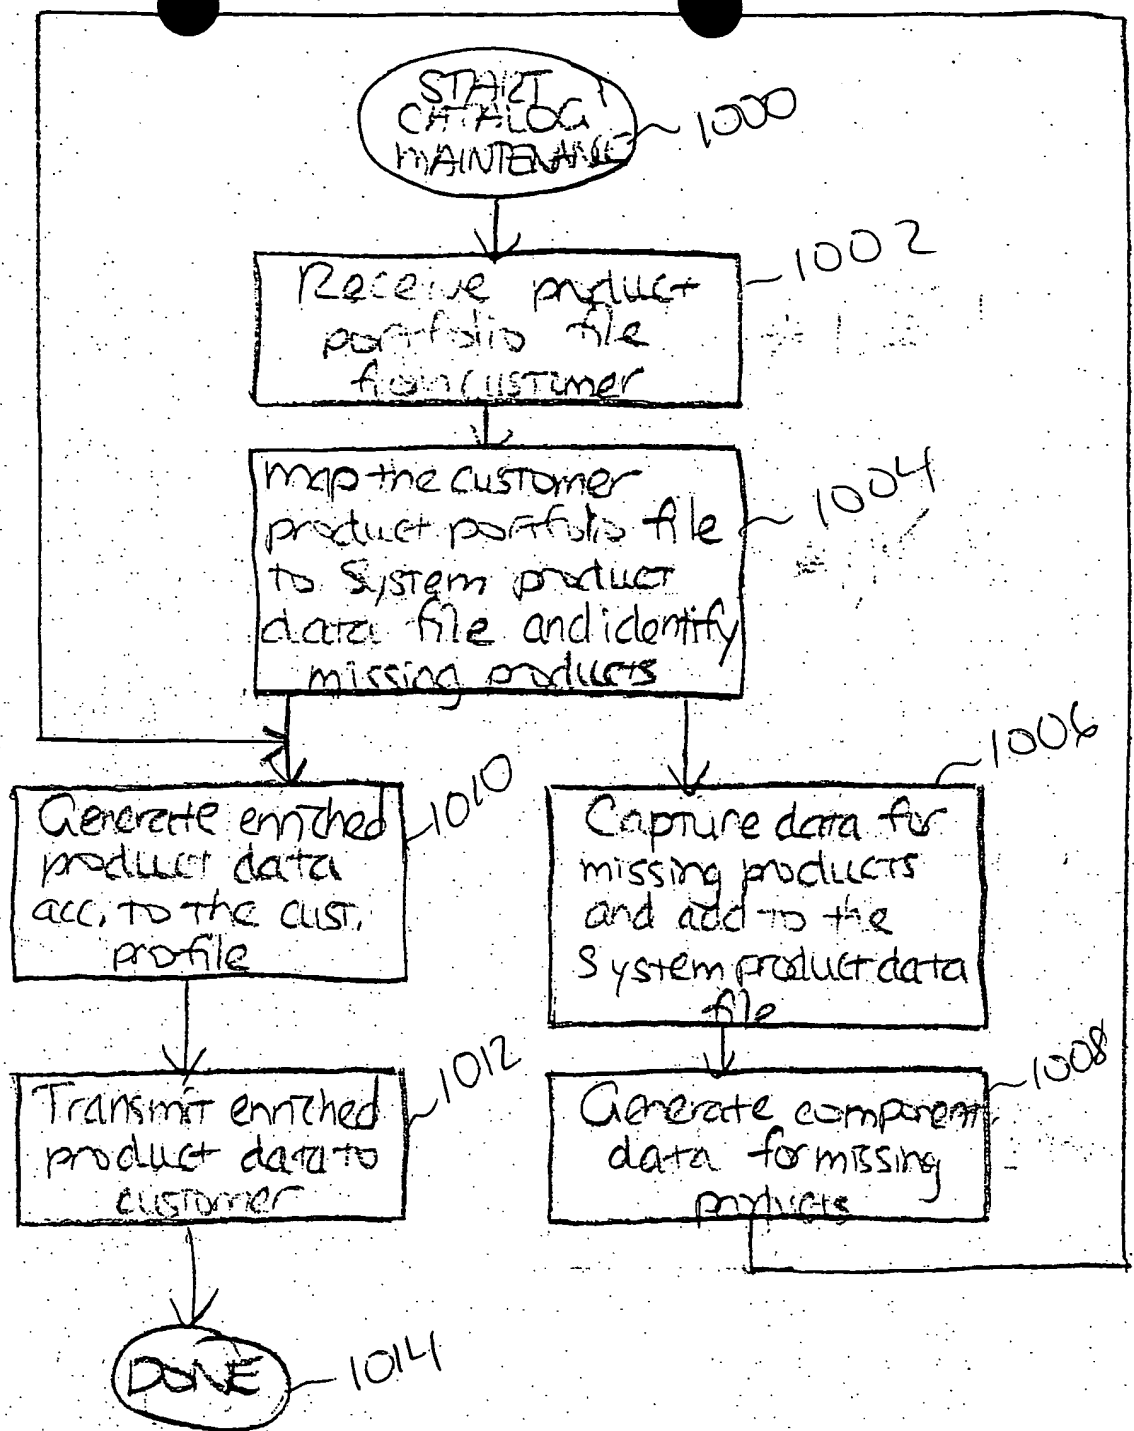 START
CATALOG
MAINTENANCE
1000
1002
Receive product
portfolio file
from customer
1004
map the customer
product portfolio file
to system product
data file and identify
missing products
1010
Generate enriched
product data
acc. to the cust.
profile
1006
Capture data for
missing products
and add to the
System product data
file
1012
Transmit enriched
product data to
customer
1008
Generate component
data for missing
products
DONE
1014